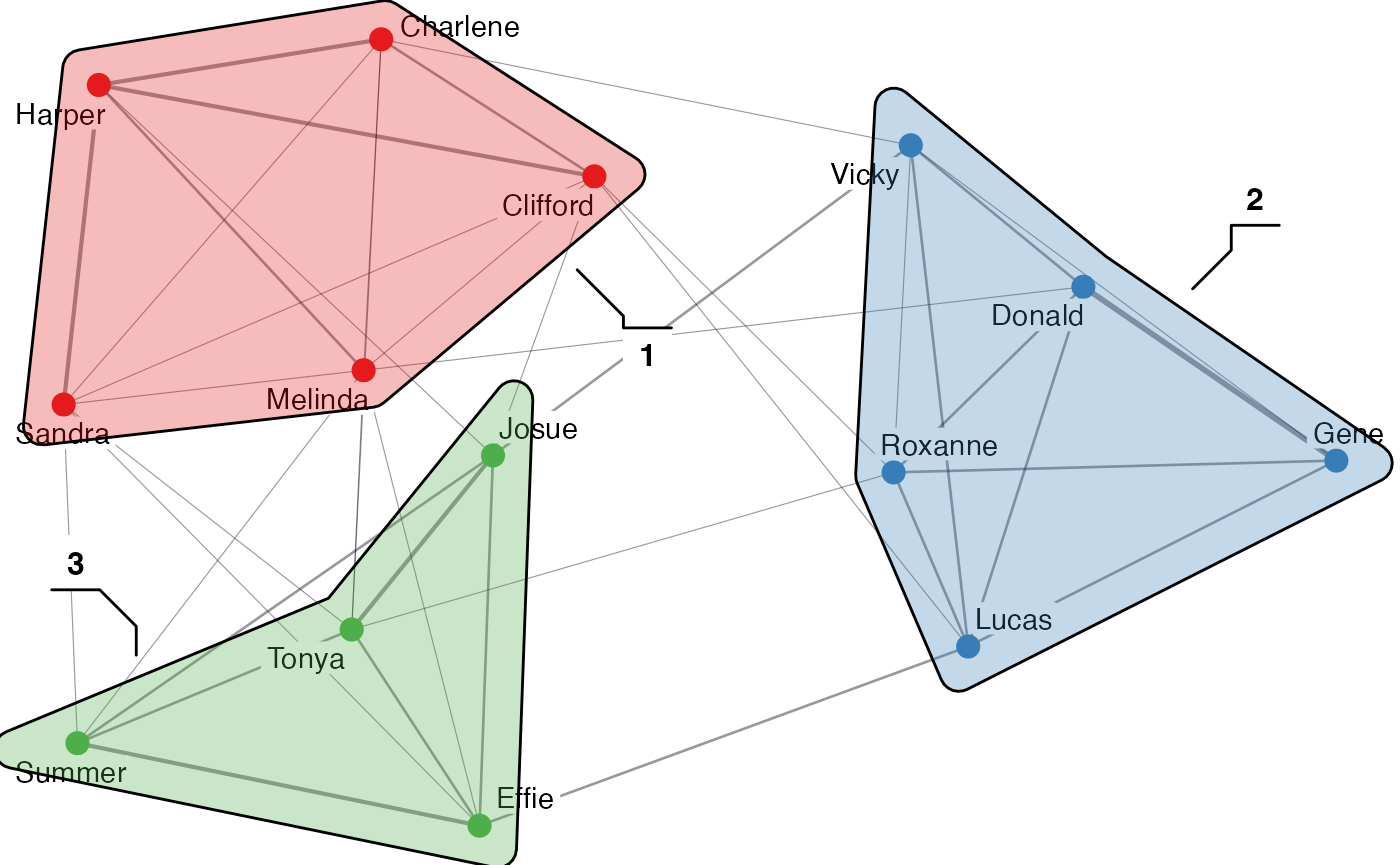 Charlene
Harper
Vicky
Clifford
2
Donald
1
Melinda
Sandra
Josue
Roxanne
Gene
3
Lucas
Tonya
Summer
Effie